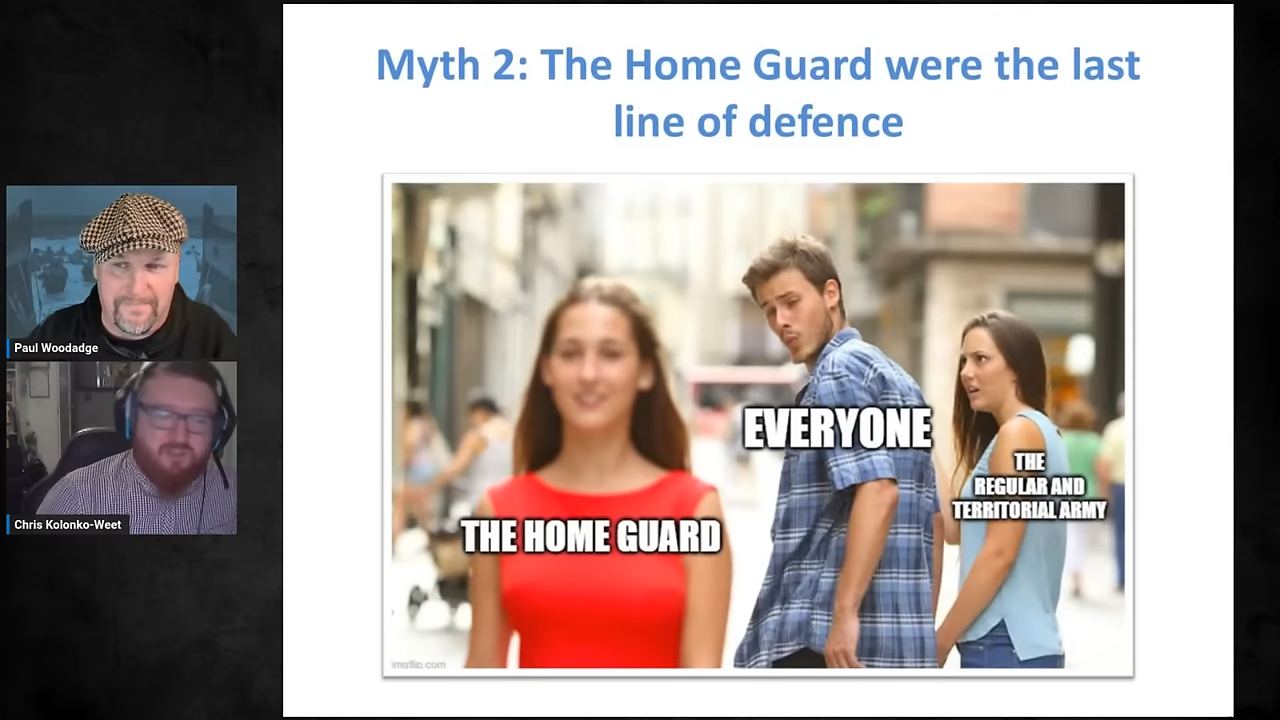 Myth 2: The Home Guard were the last
line of defence
EVERYONE
THE
REGULAR AND
TERRITORIAL ARMY
THE HOME GUARD
imgflip.com
Paul Woodadge
Chris Kolonko-Weet